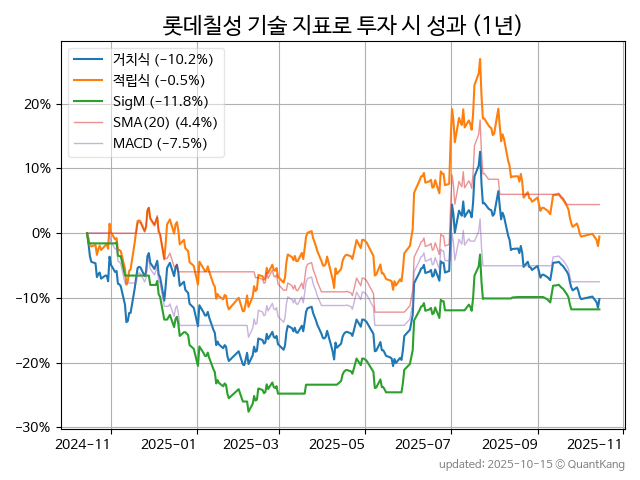 롯데칠성 기술 지표로 투자 시 성과 (1년)
거치식 (−10.2%)
적립식 (−0.5%)
SigM (−11.8%)
SMA(20) (4.4%)
MACD (−7.5%)
20%
10%
0%
−10%
−20%
−30%
2024-11 2025-01 2025-03 2025-05 2025-07 2025-09 2025-11
updated: 2025-10-15 © QuantKang